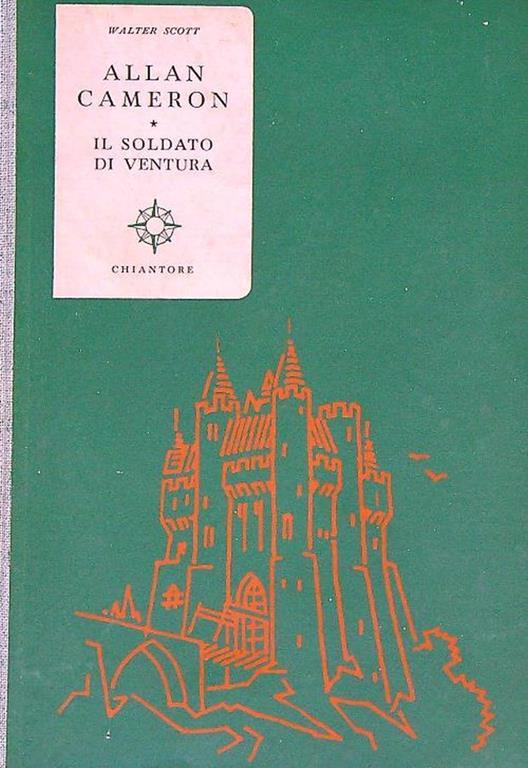 WALTER SCOTT
ALLAN
CAMERON
*
IL SOLDATO
DI VENTURA
CHIANTORE